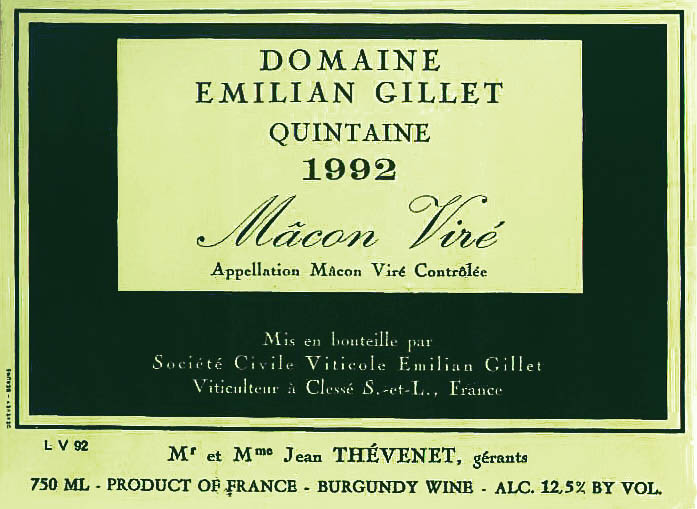 DOMAINE
EMILIAN GILLET
QUINTAINE
1992
Mâcon Viré
Appellation Mâcon Viré Contrôlée
Mis en bouteille par
Société Civile Viticole Emilian Gillet
Viticulteur à Clessé S.-et-L., France
L V 92
Mr et Mme Jean THÉVENET, gérants
750 ML - PRODUCT OF FRANCE - BURGUNDY WINE - ALC. 12,5% BY VOL.